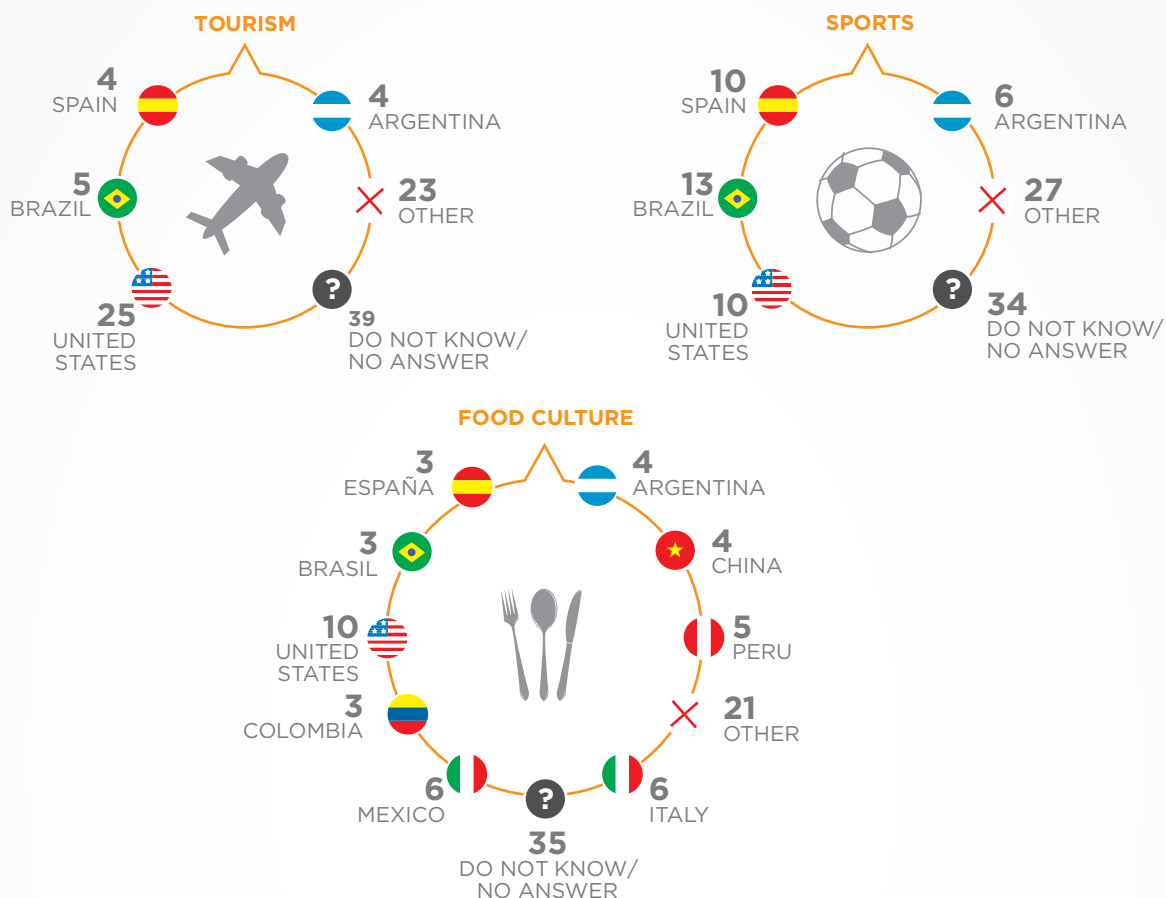 TOURISM
4
SPAIN
4
ARGENTINA
5
BRAZIL
23
OTHER
25
UNITED
STATES
39
DO NOT KNOW/
NO ANSWER
?
SPORTS
10
SPAIN
6
ARGENTINA
13
BRAZIL
27
OTHER
10
UNITED
STATES
34
DO NOT KNOW/
NO ANSWER
?
FOOD CULTURE
3
ESPAÑA
4
ARGENTINA
3
BRASIL
4
CHINA
10
UNITED
STATES
5
PERU
3
COLOMBIA
21
OTHER
6
MEXICO
6
ITALY
?
35
DO NOT KNOW/
NO ANSWER